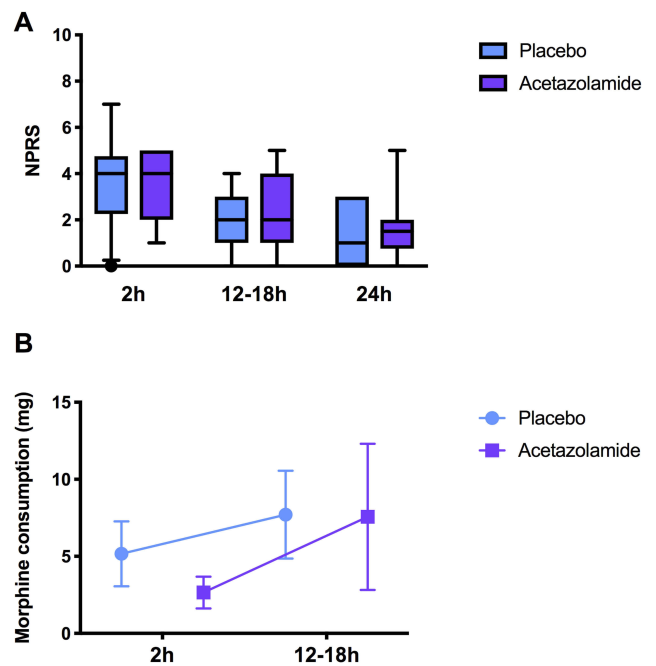 A
Placebo
Acetazolamide
NPRS
10
8
6
4
2
0
2h 12-18h 24h
B
Placebo
Acetazolamide
Morphine consumption (mg)
15
10
5
0
2h 12-18h